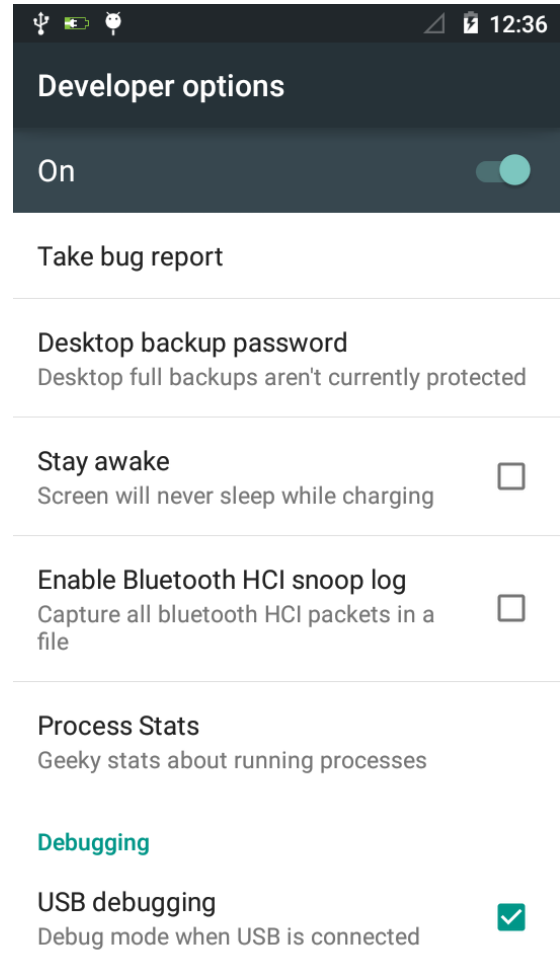 12:36
Developer options
On
Take bug report
Desktop backup password
Desktop full backups aren't currently protected
Stay awake
Screen will never sleep while charging
Enable Bluetooth HCI snoop log
Capture all bluetooth HCI packets in a
file
Process Stats
Geeky stats about running processes
Debugging
USB debugging
Debug mode when USB is connected